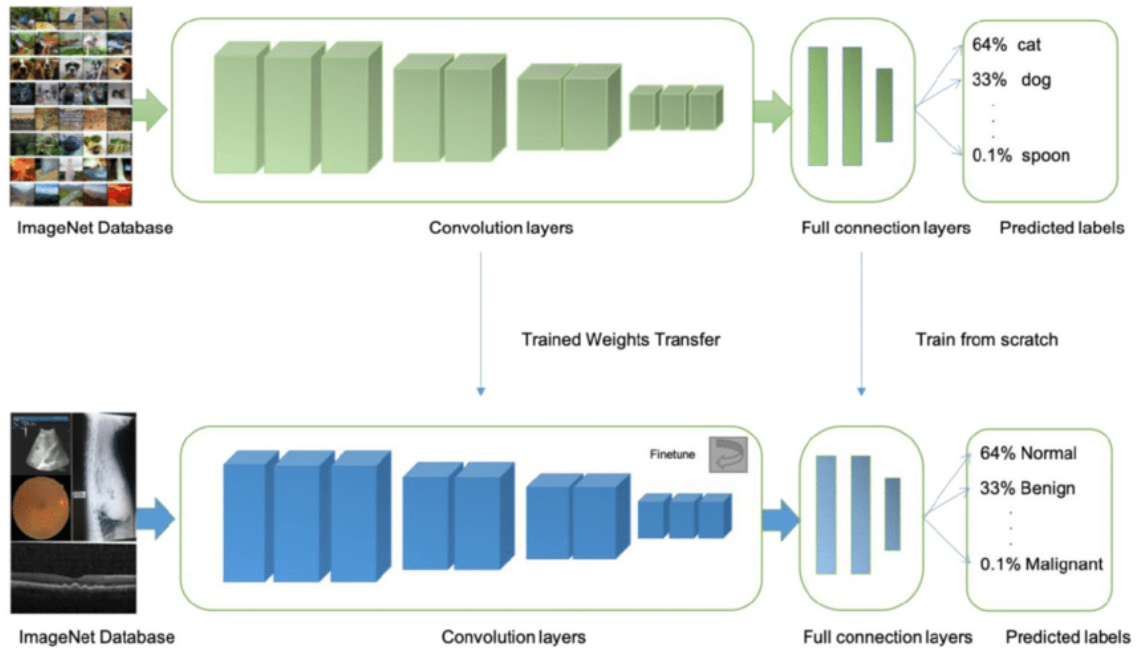 64% cat
33% dog
.
.
.
0.1% spoon
ImageNet Database
Convolution layers
Full connection layers
Predicted labels
Trained Weights Transfer
Train from scratch
Finetune
64% Normal
33% Benign
.
.
.
0.1% Malignant
ImageNet Database
Convolution layers
Full connection layers
Predicted labels